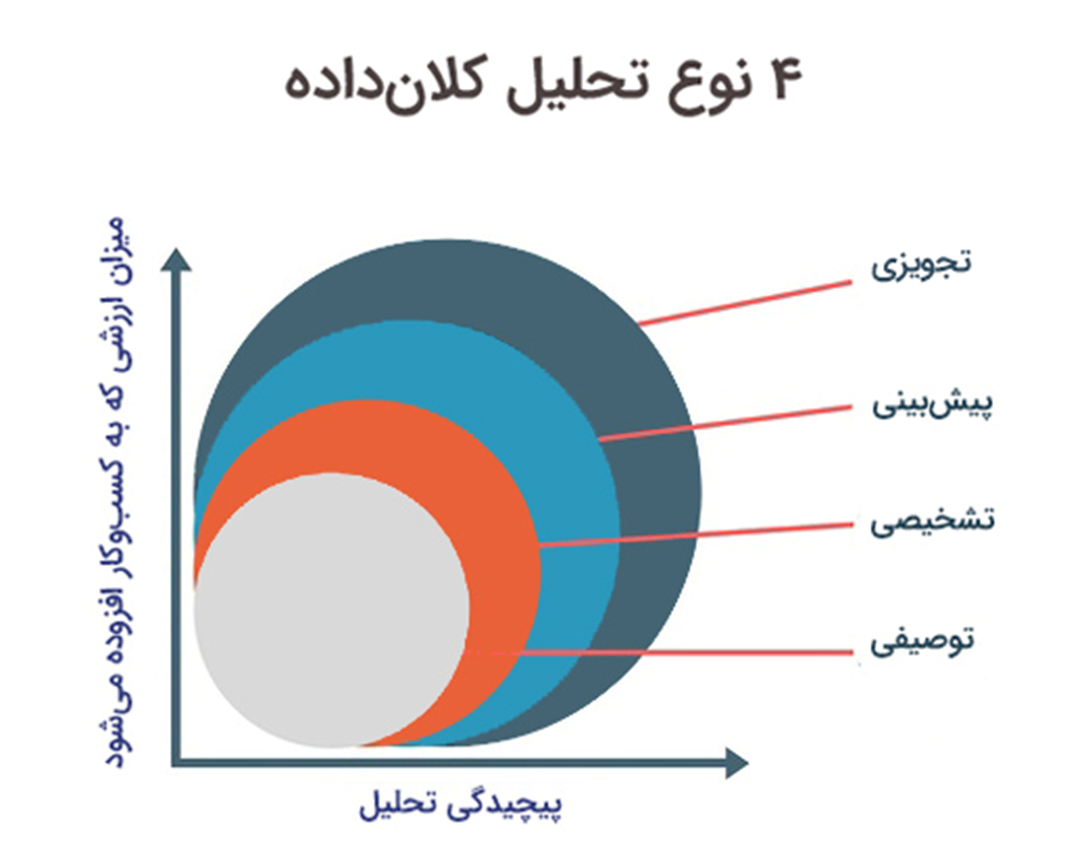 ۴ نوع تحلیل کلان‌داده
میزان ارزشی که به کسب‌وکار افزوده می‌شود
تجویزی
پیش‌بینی
تشخیصی
توصیفی
پیچیدگی تحلیل